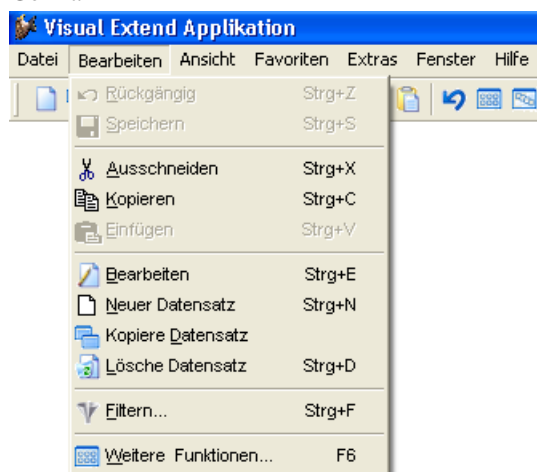 Visual Extend Applikation
Datei Bearbeiten Ansicht Favoriten Extras Fenster Hilfe
Rückgängig Strg+Z
Speichern Strg+S
Ausschneiden Strg+X
Kopieren Strg+C
Einfügen Strg+V
Bearbeiten Strg+E
Neuer Datensatz Strg+N
Kopiere Datensatz
Lösche Datensatz Strg+D
Filtern... Strg+F
Weitere Funktionen... F6